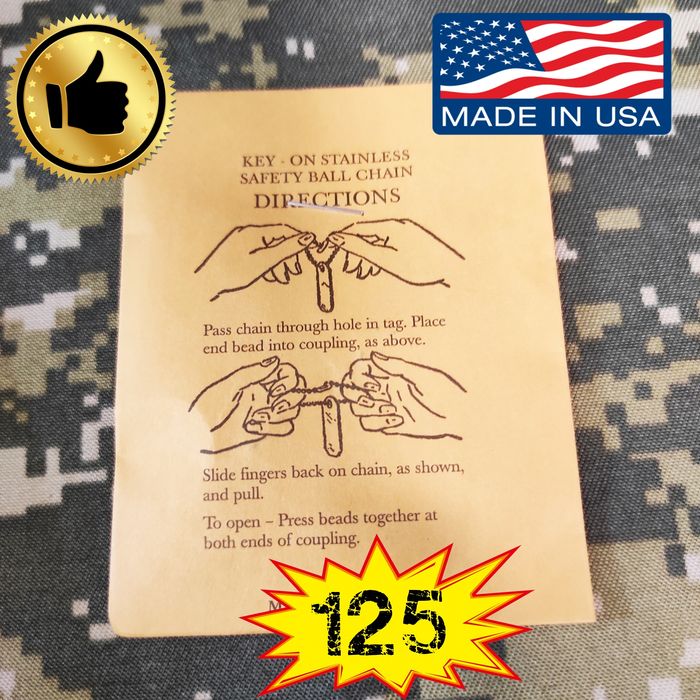 MADE IN USA
KEY - ON STAINLESS
SAFETY BALL CHAIN
DIRECTIONS
Pass chain through hole in tag. Place
end bead into coupling, as above.
Slide fingers back on chain, as shown,
and pull.
To open – Press beads together at
both ends of coupling.
125